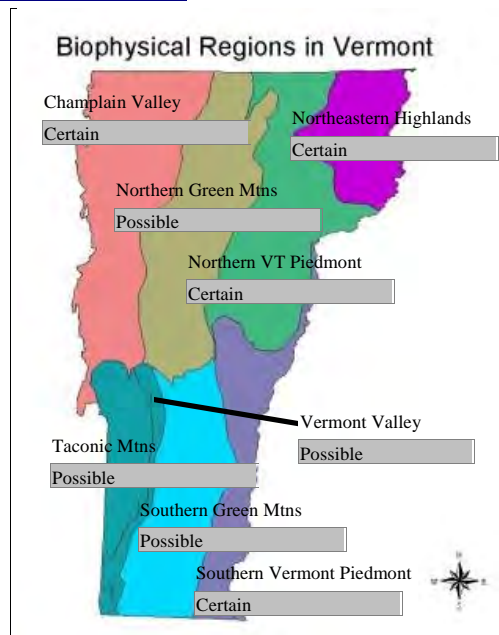 Biophysical Regions in Vermont
Champlain Valley
Certain
Northeastern Highlands
Certain
Northern Green Mtns
Possible
Northern VT Piedmont
Certain
Vermont Valley
Possible
Taconic Mtns
Possible
Southern Green Mtns
Possible
Southern Vermont Piedmont
Certain